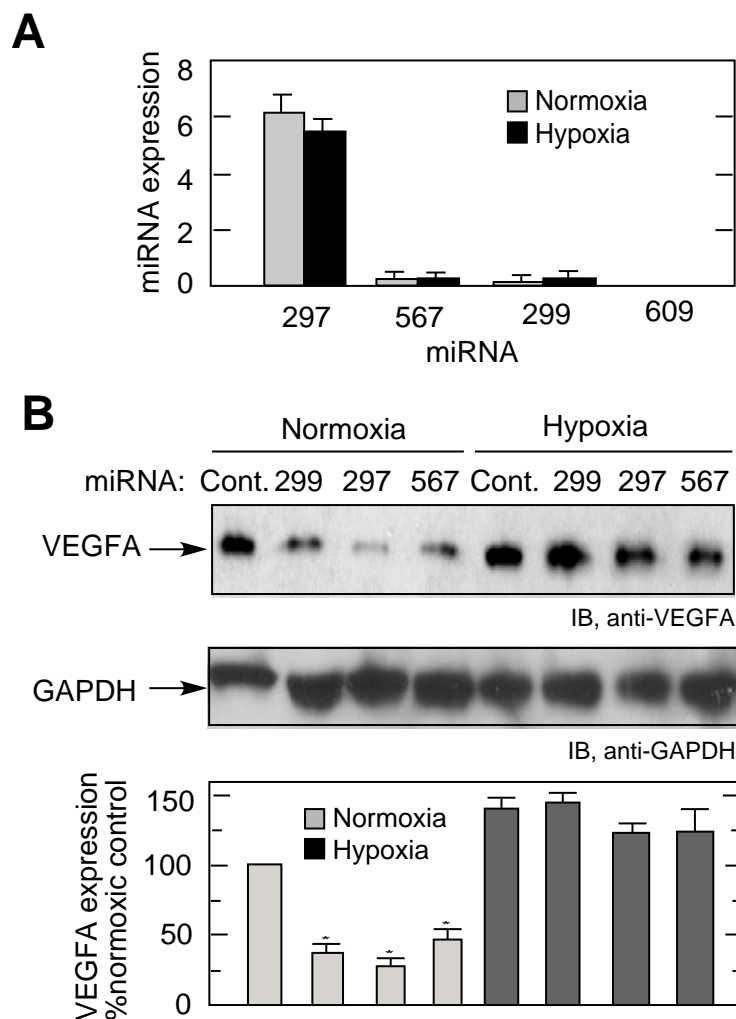 A
miRNA expression
8
6
4
2
0
Normoxia
Hypoxia
297 567 299 609
miRNA
B
Normoxia Hypoxia
miRNA: Cont. 299 297 567 Cont. 299 297 567
VEGFA
IB, anti-VEGFA
GAPDH
IB, anti-GAPDH
VEGFA expression
%normoxic control
150
100
50
0
Normoxia
Hypoxia
* * *